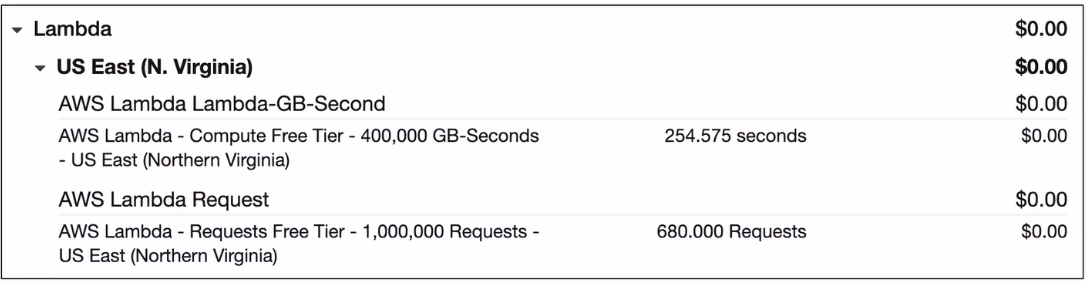 Lambda $0.00
US East (N. Virginia) $0.00
AWS Lambda Lambda-GB-Second $0.00
AWS Lambda - Compute Free Tier - 400,000 GB-Seconds 254.575 seconds $0.00
- US East (Northern Virginia)
AWS Lambda Request $0.00
AWS Lambda - Requests Free Tier - 1,000,000 Requests - 680.000 Requests $0.00
US East (Northern Virginia)